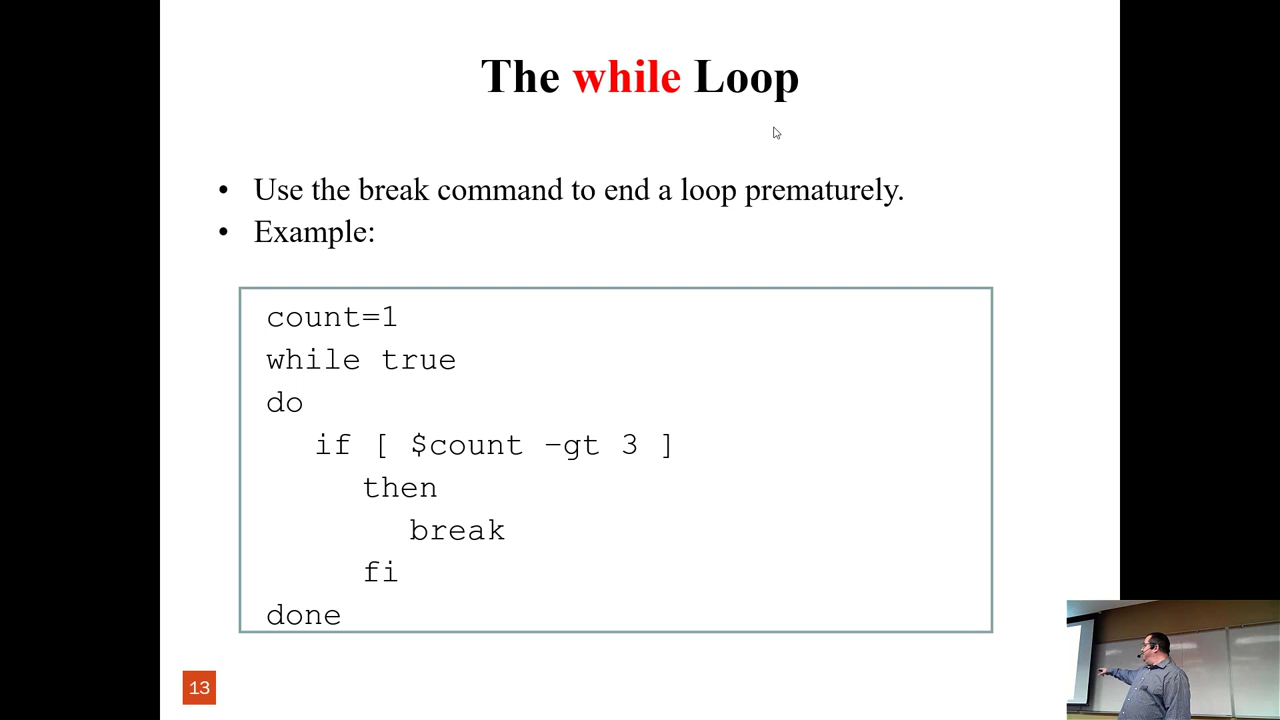 The while Loop
• Use the break command to end a loop prematurely.
• Example:
count=1
while true
do
if [ $count -gt 3 ]
then
break
fi
done
13